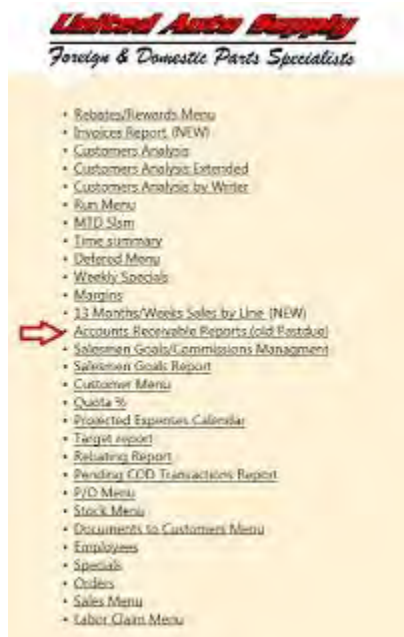 United Auto Supply
Foreign & Domestic Parts Specialists
• Rebates/Rewards Menu
• Invoices Report (NEW)
• Customers Analysis
• Customers Analysis Extended
• Customers Analysis by Writer
• Run Menu
• MTD Slsm
• Time summary
• Defered Menu
• Weekly Specials
• Margins
• 13 Months/Weeks Sales by Line (NEW)
• Accounts Receivable Reports (old Pastdue)
• Salesmen Goals/Commissions Managment
• Salesmen Goals Report
• Customer Menu
• Quota %
• Projected Expenses Calendar
• Target report
• Rebating Report
• Pending COD Transactions Report
• P/O Menu
• Stock Menu
• Documents to Customers Menu
• Employees
• Specials
• Orders
• Sales Menu
• Labor Claim Menu